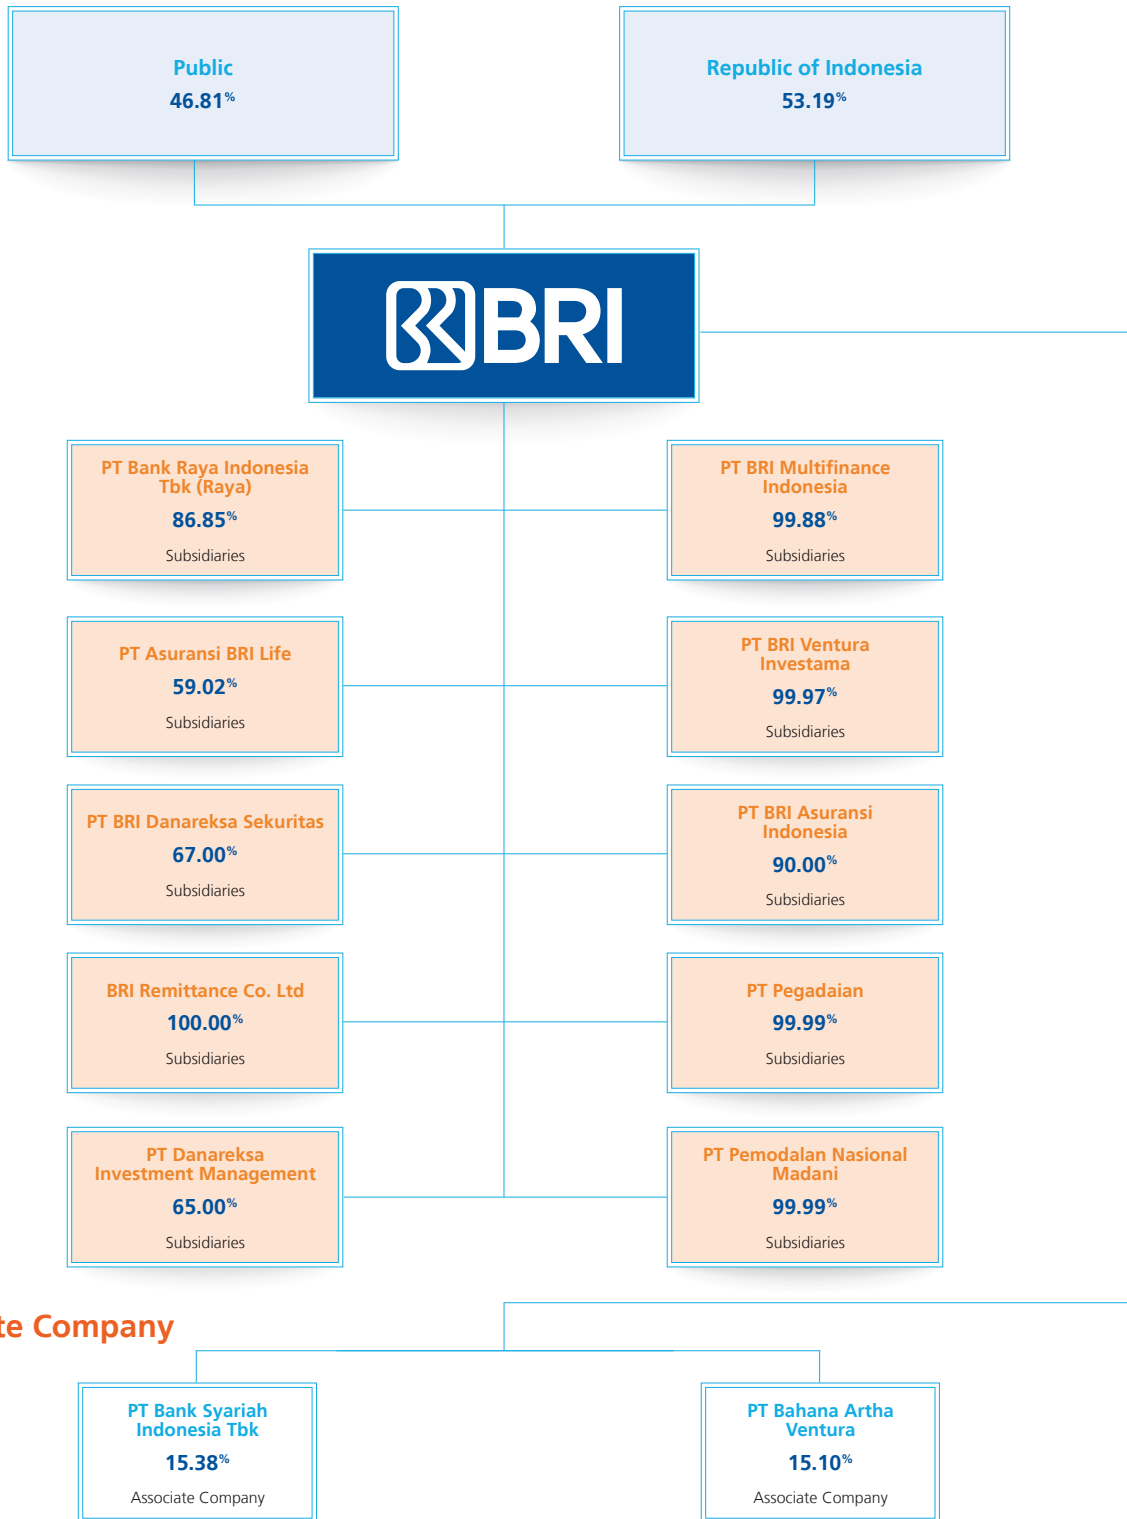 Public
46.81%
Republic of Indonesia
53.19%
BRI
PT Bank Raya Indonesia
Tbk (Raya)
86.85%
Subsidiaries
PT BRI Multifinance
Indonesia
99.88%
Subsidiaries
PT Asuransi BRI Life
59.02%
Subsidiaries
PT BRI Ventura
Investama
99.97%
Subsidiaries
PT BRI Danareksa Sekuritas
67.00%
Subsidiaries
PT BRI Asuransi
Indonesia
90.00%
Subsidiaries
BRI Remittance Co. Ltd
100.00%
Subsidiaries
PT Pegadaian
99.99%
Subsidiaries
PT Danareksa
Investment Management
65.00%
Subsidiaries
PT Pemodalan Nasional
Madani
99.99%
Subsidiaries
te Company
PT Bank Syariah
Indonesia Tbk
15.38%
Associate Company
PT Bahana Artha
Ventura
15.10%
Associate Company